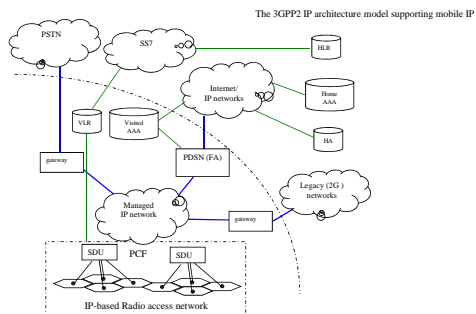 The 3GPP2 IP architecture model supporting mobile IP
PSTN
SS7
HLR
Internet/
IP networks
Home
AAA
VLR
Visited
AAA
HA
gateway
PDSN (FA)
Legacy (2G )
networks
Managed
IP network
gateway
SDU
PCF
SDU
IP-based Radio access network